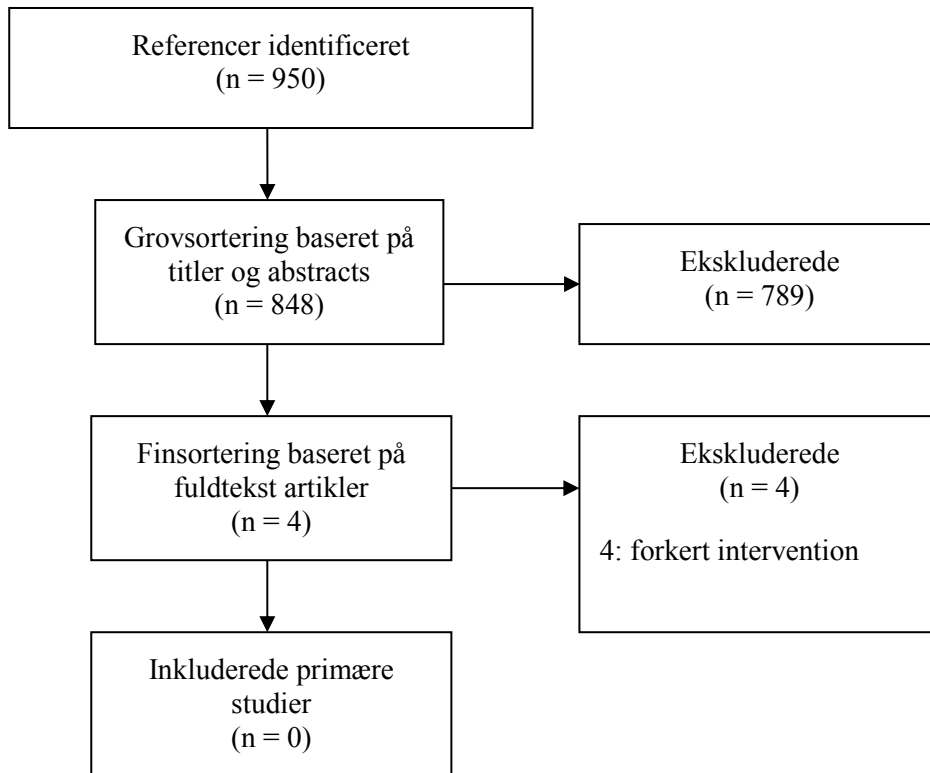 Referencer identificeret
(n = 950)
Grovsortering baseret på
titler og abstracts
(n = 848)
Ekskluderede
(n = 789)
Finsortering baseret på
fuldtekst artikler
(n = 4)
Ekskluderede
(n = 4)
4: forkert intervention
Inkluderede primære
studier
(n = 0)